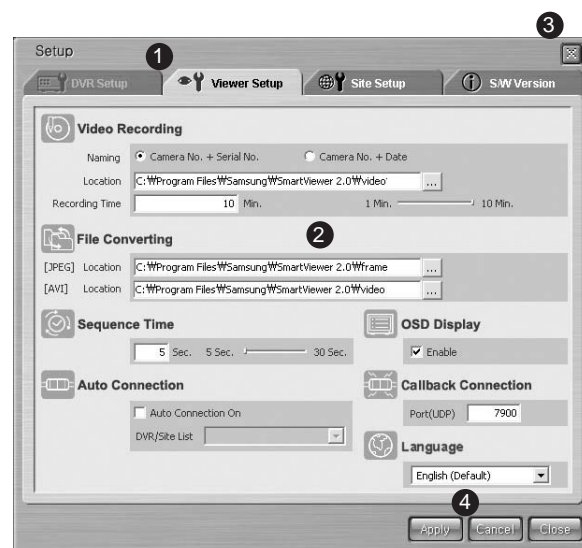 3
Setup
1
DVR Setup
Viewer Setup
Site Setup
S/W Version
Video Recording
Naming
Camera No. + Serial No.
Camera No. + Date
Location
C:₩Program Files₩Samsung₩SmartViewer 2.0₩video
...
Recording Time
10 Min.
1 Min.
10 Min.
2
File Converting
[JPEG] Location
C:₩Program Files₩Samsung₩SmartViewer 2.0₩frame
...
[AVI] Location
C:₩Program Files₩Samsung₩SmartViewer 2.0₩video
...
Sequence Time
5 Sec.
5 Sec.
30 Sec.
OSD Display
Enable
Auto Connection
Auto Connection On
DVR/Site List
Callback Connection
Port(UDP)
7900
Language
English (Default)
4
Apply
Cancel
Close